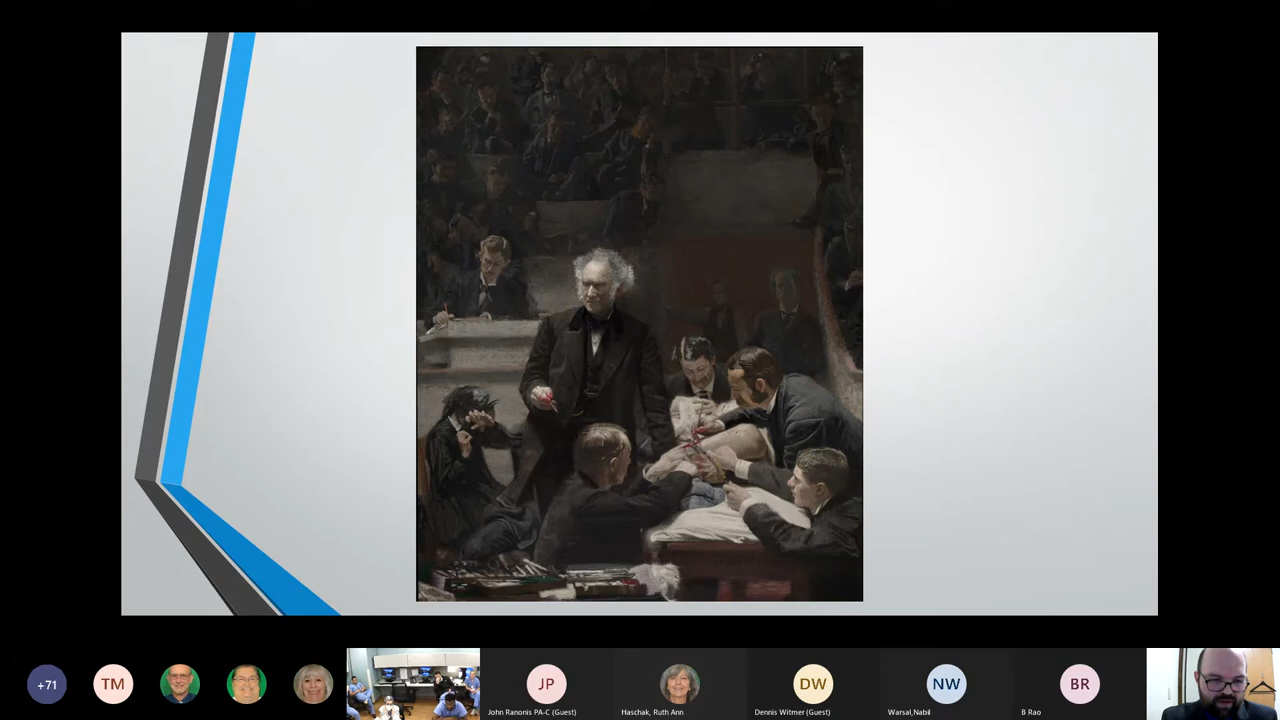 +71
TM
JP
John Ranonis PA-C (Guest)
Haschak, Ruth Ann
DW
Dennis Witmer (Guest)
NW
Warsal,Nabil
BR
B Rao